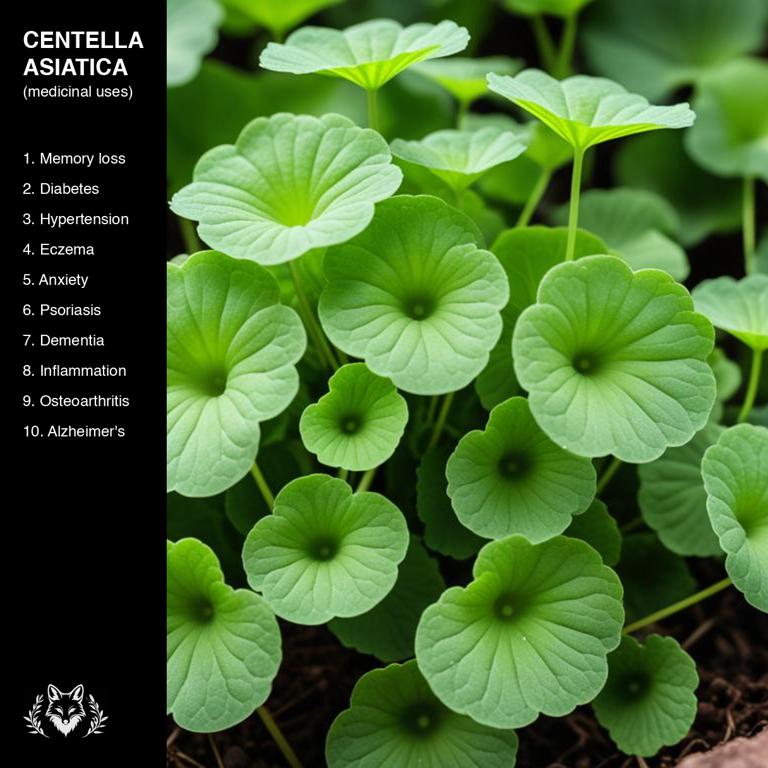 CENTELLA
ASIATICA
(medicinal uses)
1. Memory loss
2. Diabetes
3. Hypertension
4. Eczema
5. Anxiety
6. Psoriasis
7. Dementia
8. Inflammation
9. Osteoarthritis
10. Alzheimer's